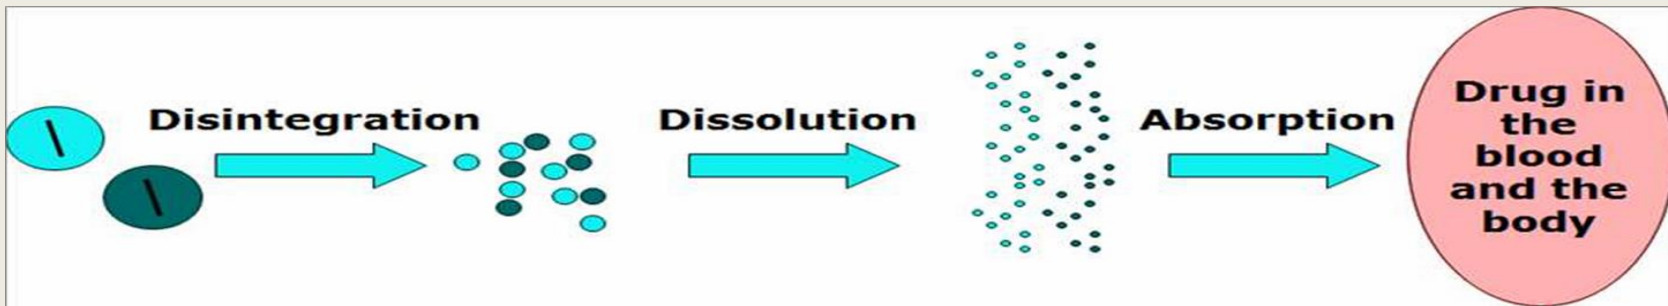 Disintegration
Dissolution
Absorption
Drug in
the
blood
and the
body